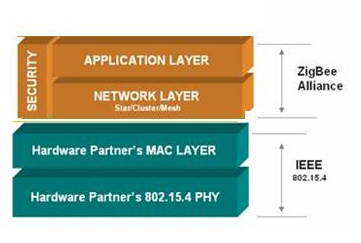 SECURITY
APPLICATION LAYER
NETWORK LAYER
Star/Cluster/Mesh
ZigBee
Alliance
Hardware Partner's MAC LAYER
Hardware Partner's 802.15.4 PHY
IEEE
802.15.4